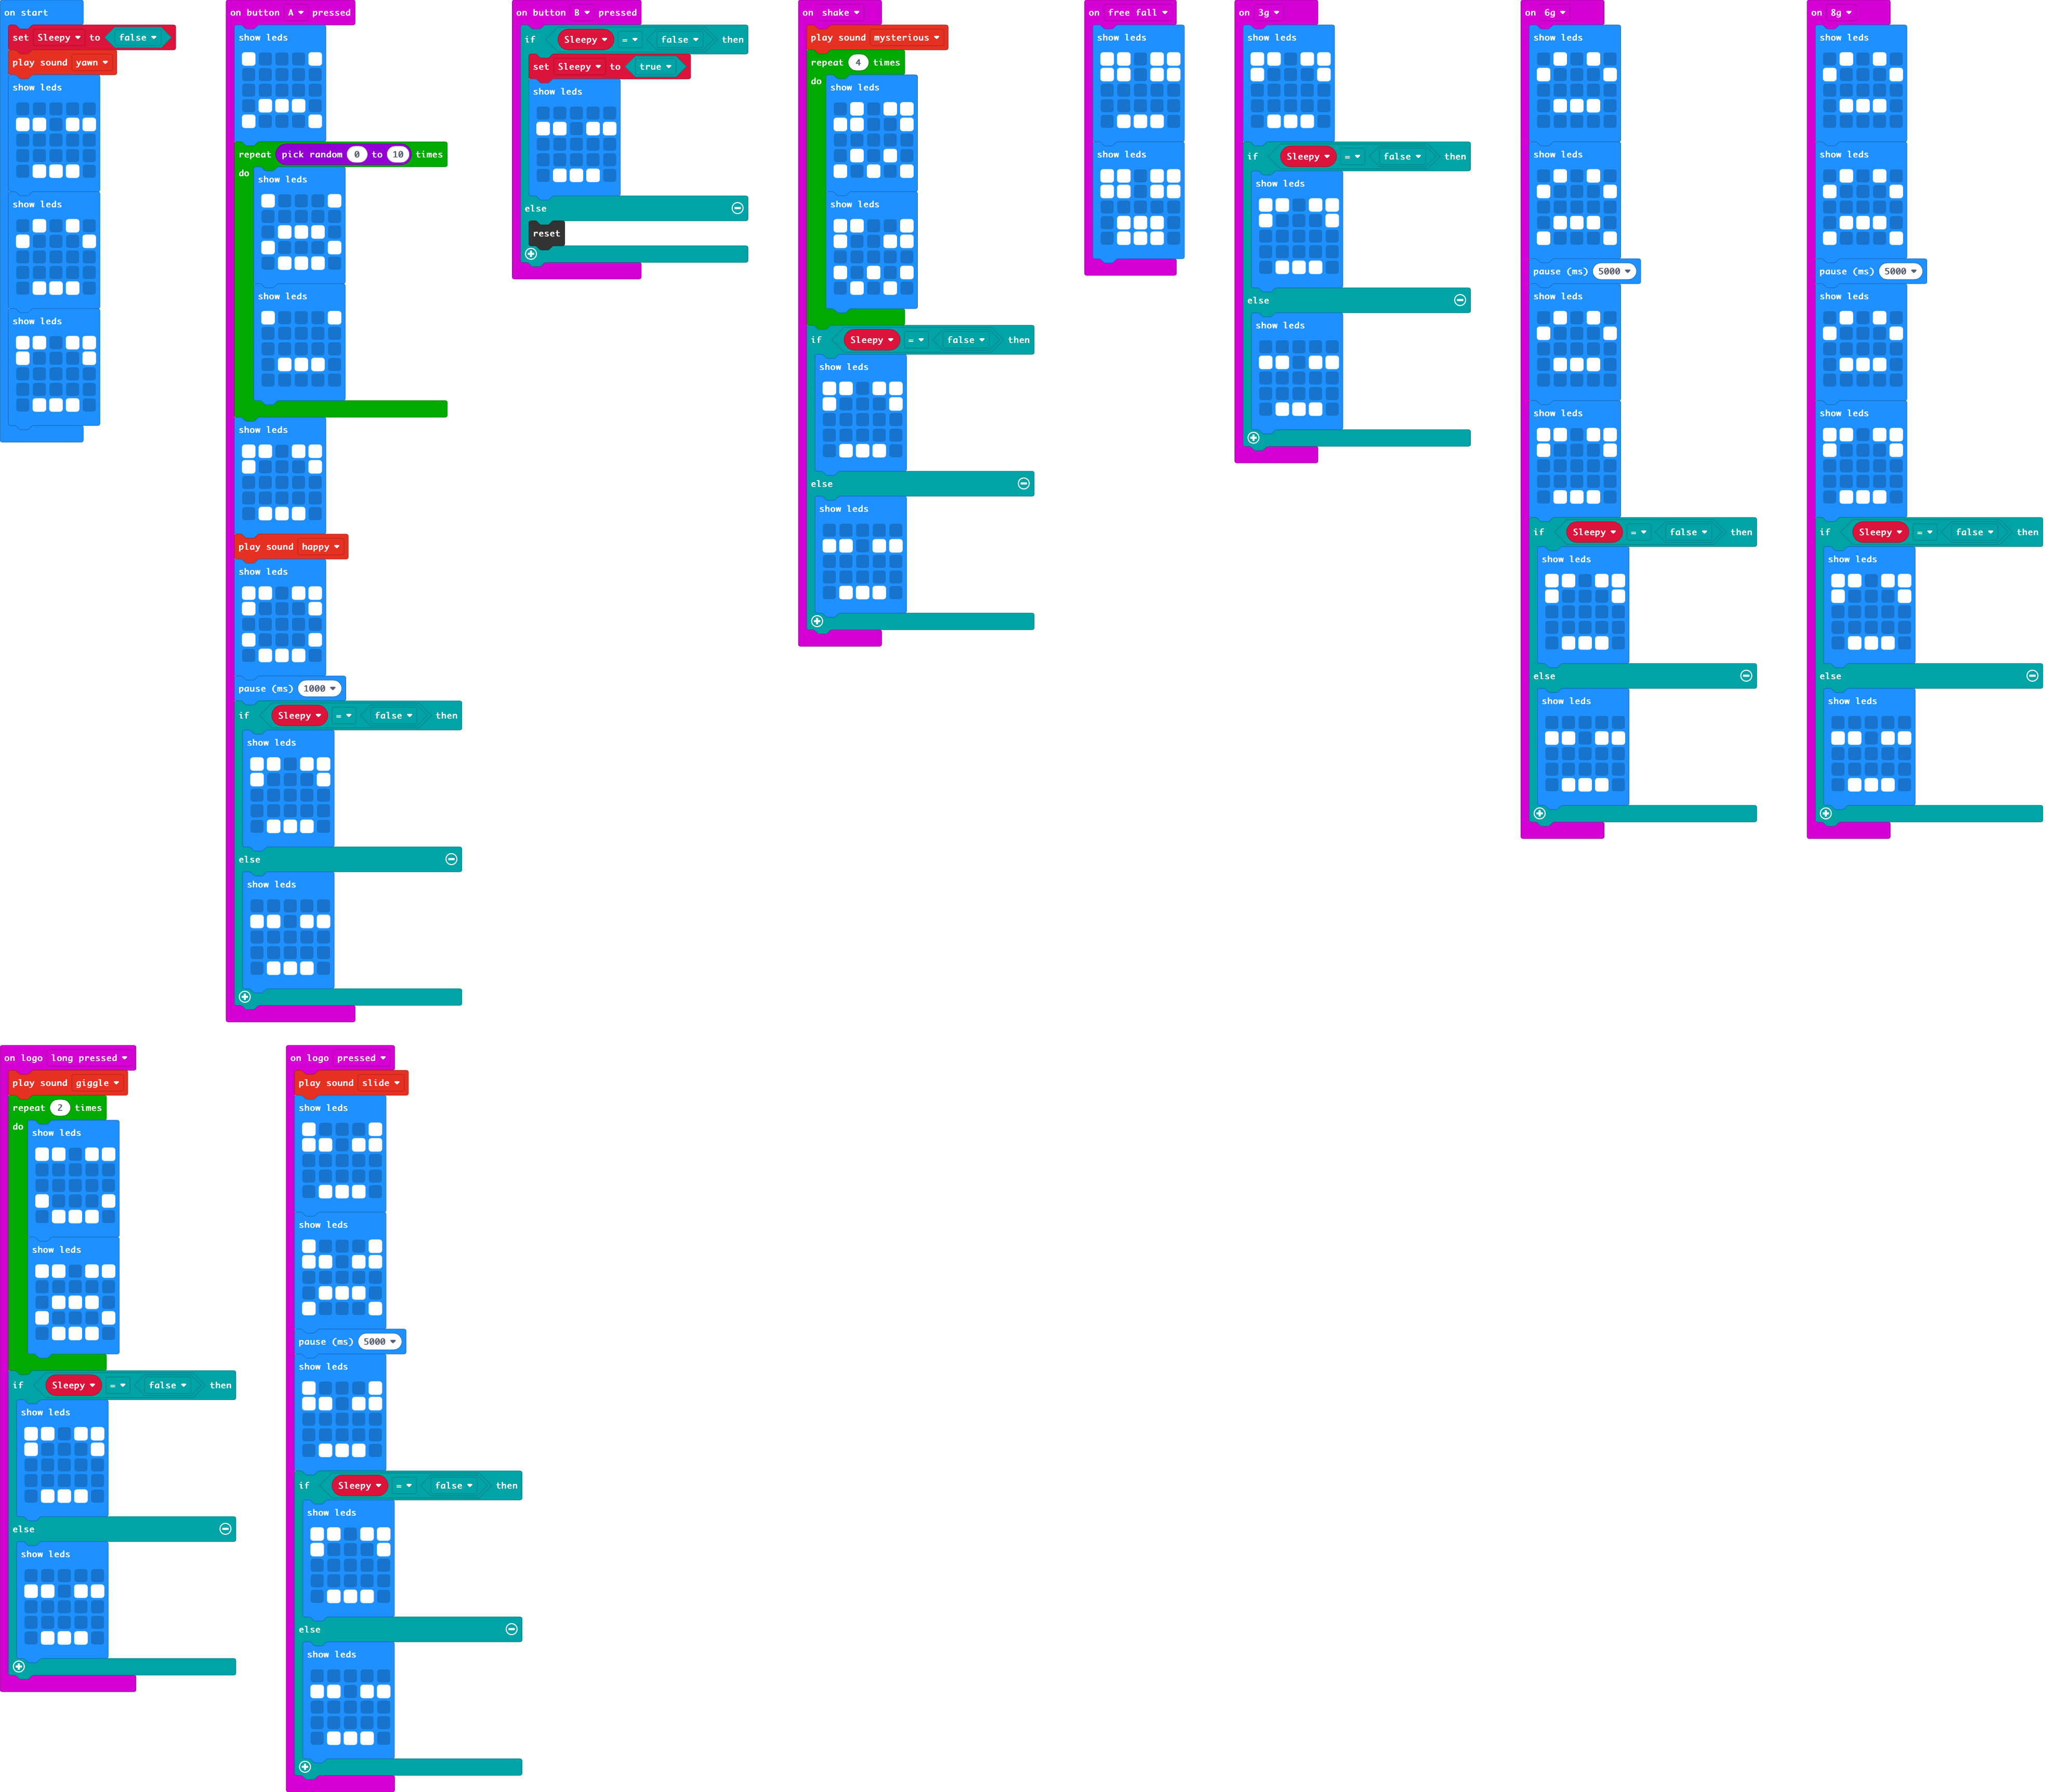 on start
set Sleepy to false
play sound yawn
show leds
show leds
show leds
on button A pressed
show leds
repeat pick random 0 to 10 times
do
show leds
show leds
show leds
play sound happy
show leds
pause (ms) 1000
if Sleepy = false then
show leds
else
show leds
on button B pressed
if Sleepy = false then
set Sleepy to true
show leds
else
reset
on shake
play sound mysterious
repeat 4 times
do
show leds
show leds
if Sleepy = false then
show leds
else
show leds
on free fall
show leds
show leds
on 3g
show leds
if Sleepy = false then
show leds
else
show leds
on 6g
show leds
show leds
pause (ms) 5000
show leds
show leds
if Sleepy = false then
show leds
else
show leds
on 8g
show leds
show leds
pause (ms) 5000
show leds
show leds
if Sleepy = false then
show leds
else
show leds
on logo long pressed
play sound giggle
repeat 2 times
do
show leds
show leds
if Sleepy = false then
show leds
else
show leds
on logo pressed
play sound slide
show leds
show leds
pause (ms) 5000
show leds
if Sleepy = false then
show leds
else
show leds